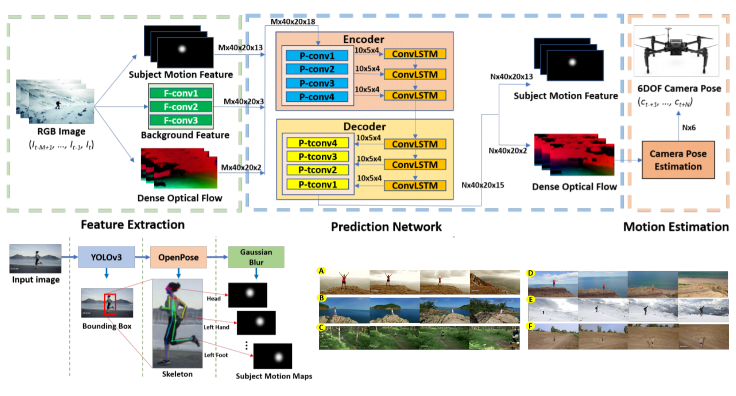 Mx40x20x18
Mx40x20x13
Encoder
P-conv1
P-conv2
P-conv3
P-conv4
10x5x4
10x5x4
10x5x4
ConvLSTM
ConvLSTM
ConvLSTM
Subject Motion Feature
F-conv1
F-conv2
F-conv3
Mx40x20x3
Background Feature
RGB Image
(I_{t-M+1}, ..., I_{t-1}, I_t)
Mx40x20x2
Dense Optical Flow
Decoder
P-tconv4
P-tconv3
P-tconv2
P-tconv1
10x5x4
10x5x4
10x5x4
ConvLSTM
ConvLSTM
ConvLSTM
Nx40x20x15
Nx40x20x13
Subject Motion Feature
Nx40x20x2
Dense Optical Flow
6DOF Camera Pose
(c_{t+1}, ..., c_{t+N})
Nx6
Camera Pose
Estimation
Feature Extraction
Prediction Network
Motion Estimation
Input image
YOLOv3
OpenPose
Gaussian
Blur
Bounding Box
Skeleton
Head
Left Hand
Left Foot
...
Subject Motion Maps
A
B
C
D
E
F